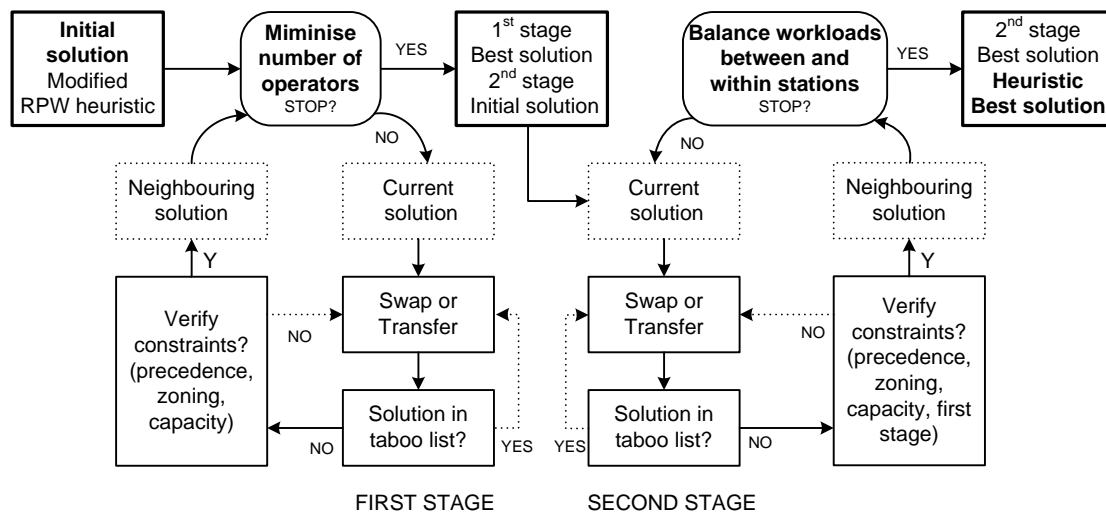 Initial
solution
Modified
RPW heuristic
Miminise
number of
operators
STOP?
YES
NO
1st stage
Best solution
2nd stage
Initial solution
Balance workloads
between and
within stations
STOP?
YES
NO
2nd stage
Best solution
Heuristic
Best solution
Neighbouring
solution
Current
solution
Current
solution
Neighbouring
solution
Y
Y
Verify
constraints?
(precedence,
zoning,
capacity)
NO
Swap or
Transfer
Swap or
Transfer
NO
Verify
constraints?
(precedence,
zoning,
capacity, first
stage)
NO
Solution in
taboo list?
YES
YES
Solution in
taboo list?
NO
FIRST STAGE
SECOND STAGE